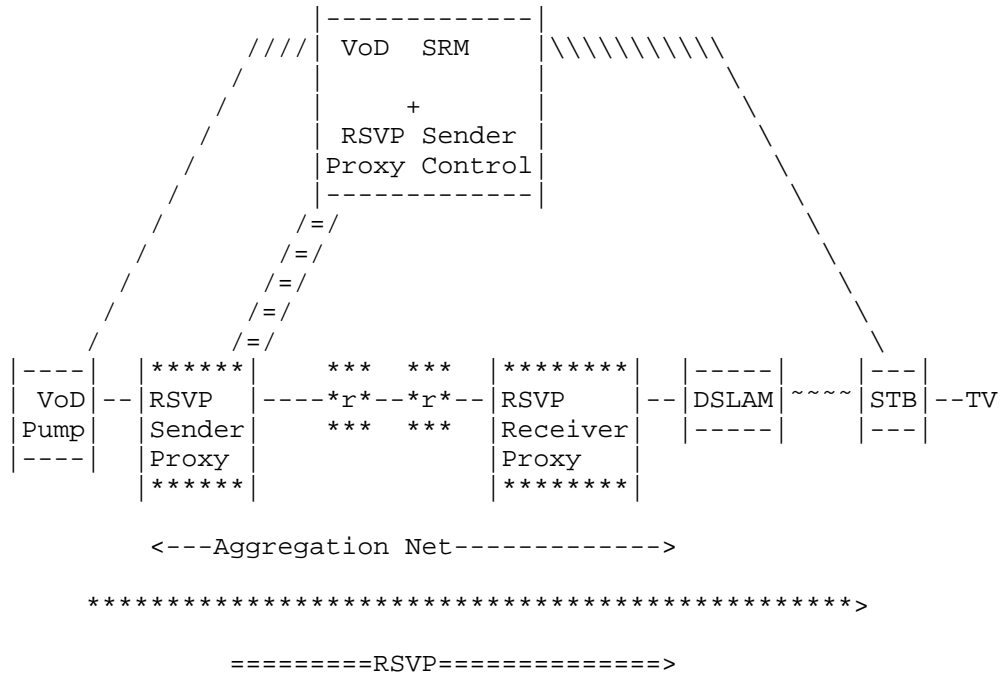 |-------------|
////| VoD SRM |\\\\\\\\\\\
/ | | \
/ | + | \
/ | RSVP Sender | \
/ |Proxy Control| \
/ |-------------| \
/ /=/ \
/ /=/ \
/ /=/ \
/ /=/ \
/ /=/ \
|----| |******| *** *** |********| |-----| |---|
| VoD|--|RSVP |----*r*--*r*--|RSVP |--|DSLAM|~~~~|STB|--TV
|Pump| |Sender| *** *** |Receiver| |-----| |---|
|----| |Proxy | |Proxy |
|******| |********|
<---Aggregation Net------------->
************************************************>
=========RSVP==============>